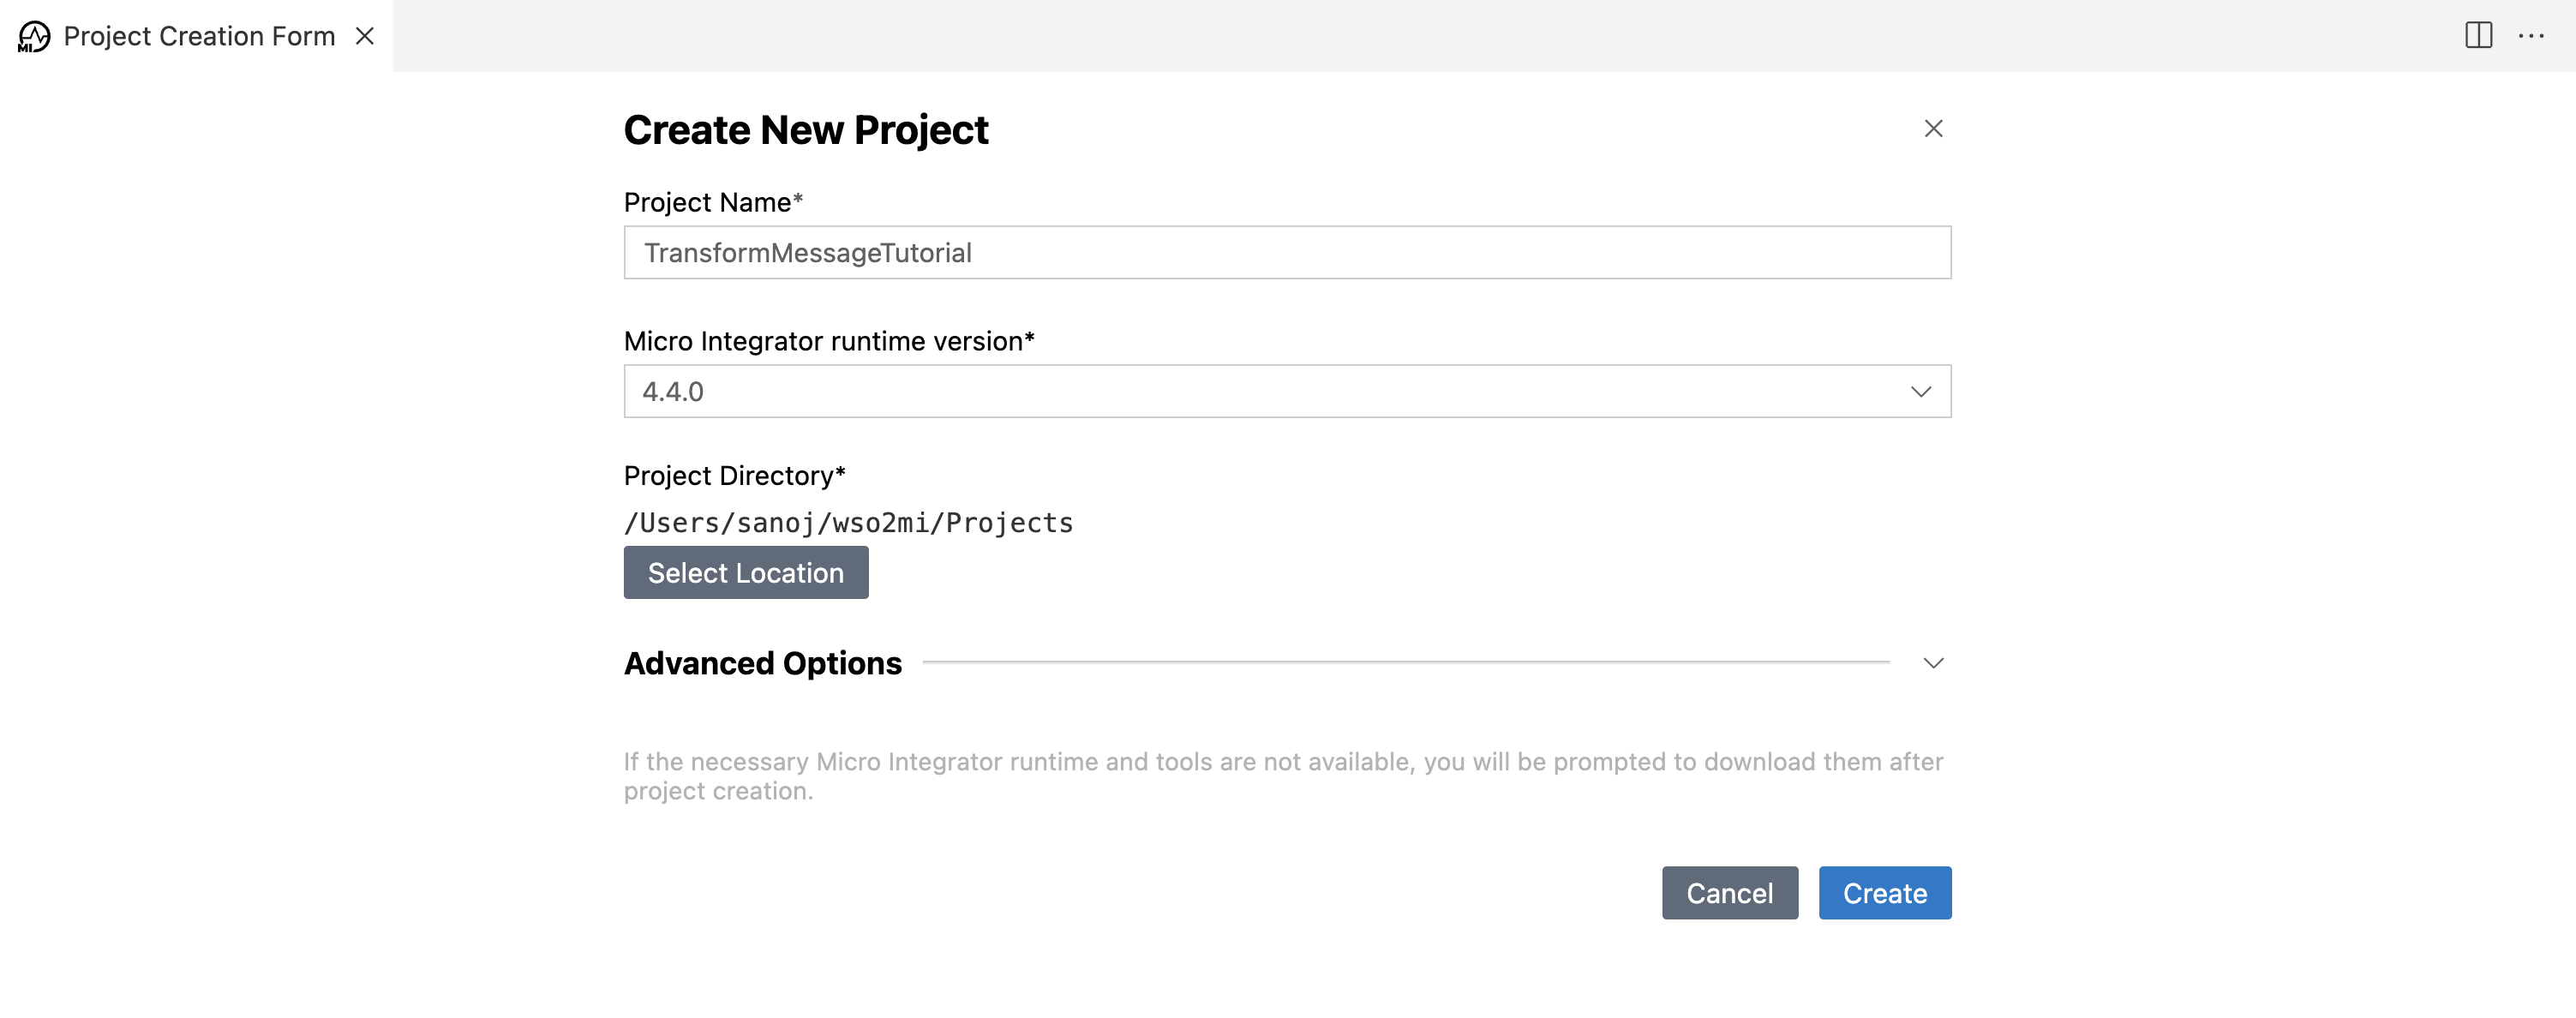 MI Project Creation Form
Create New Project
Project Name*
TransformMessageTutorial
Micro Integrator runtime version*
4.4.0
Project Directory*
/Users/sanoj/wso2mi/Projects
Select Location
Advanced Options
If the necessary Micro Integrator runtime and tools are not available, you will be prompted to download them after
project creation.
Cancel Create